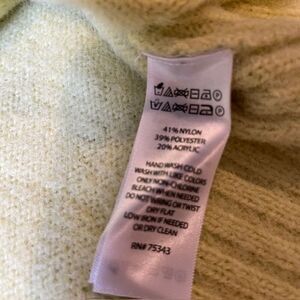 41% NYLON
39% POLYESTER
20% ACRYLIC
HAND WASH COLD
WASH WITH LIKE COLORS
ONLY NON-CHLORINE
BLEACH WHEN NEEDED
DO NOT WRING OR TWIST
DRY FLAT
LOW IRON IF NEEDED
OR DRY CLEAN
RN# 75343